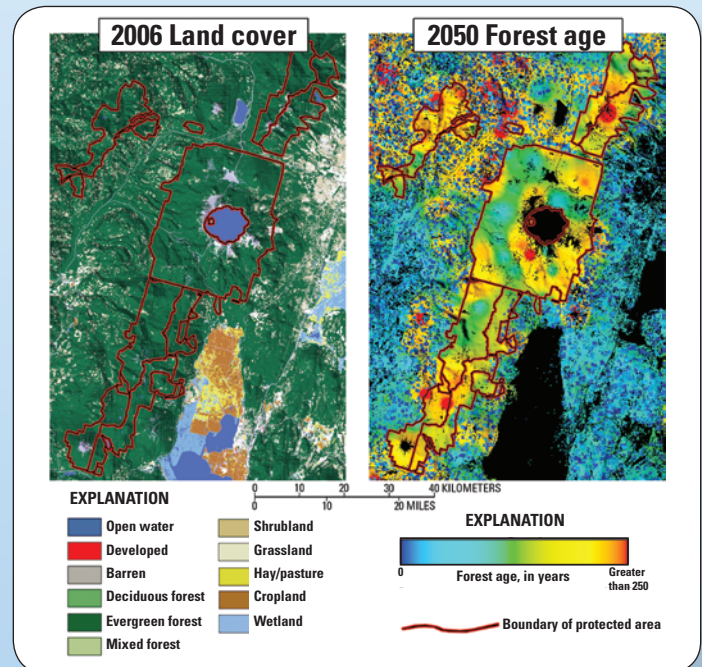 2006 Land cover
2050 Forest age
0 10 20 30 40 KILOMETERS
0 10 20 MILES
EXPLANATION
Open water
Developed
Barren
Deciduous forest
Evergreen forest
Mixed forest
Shrubland
Grassland
Hay/pasture
Cropland
Wetland
EXPLANATION
0
Forest age, in years
Greater
than 250
Boundary of protected area